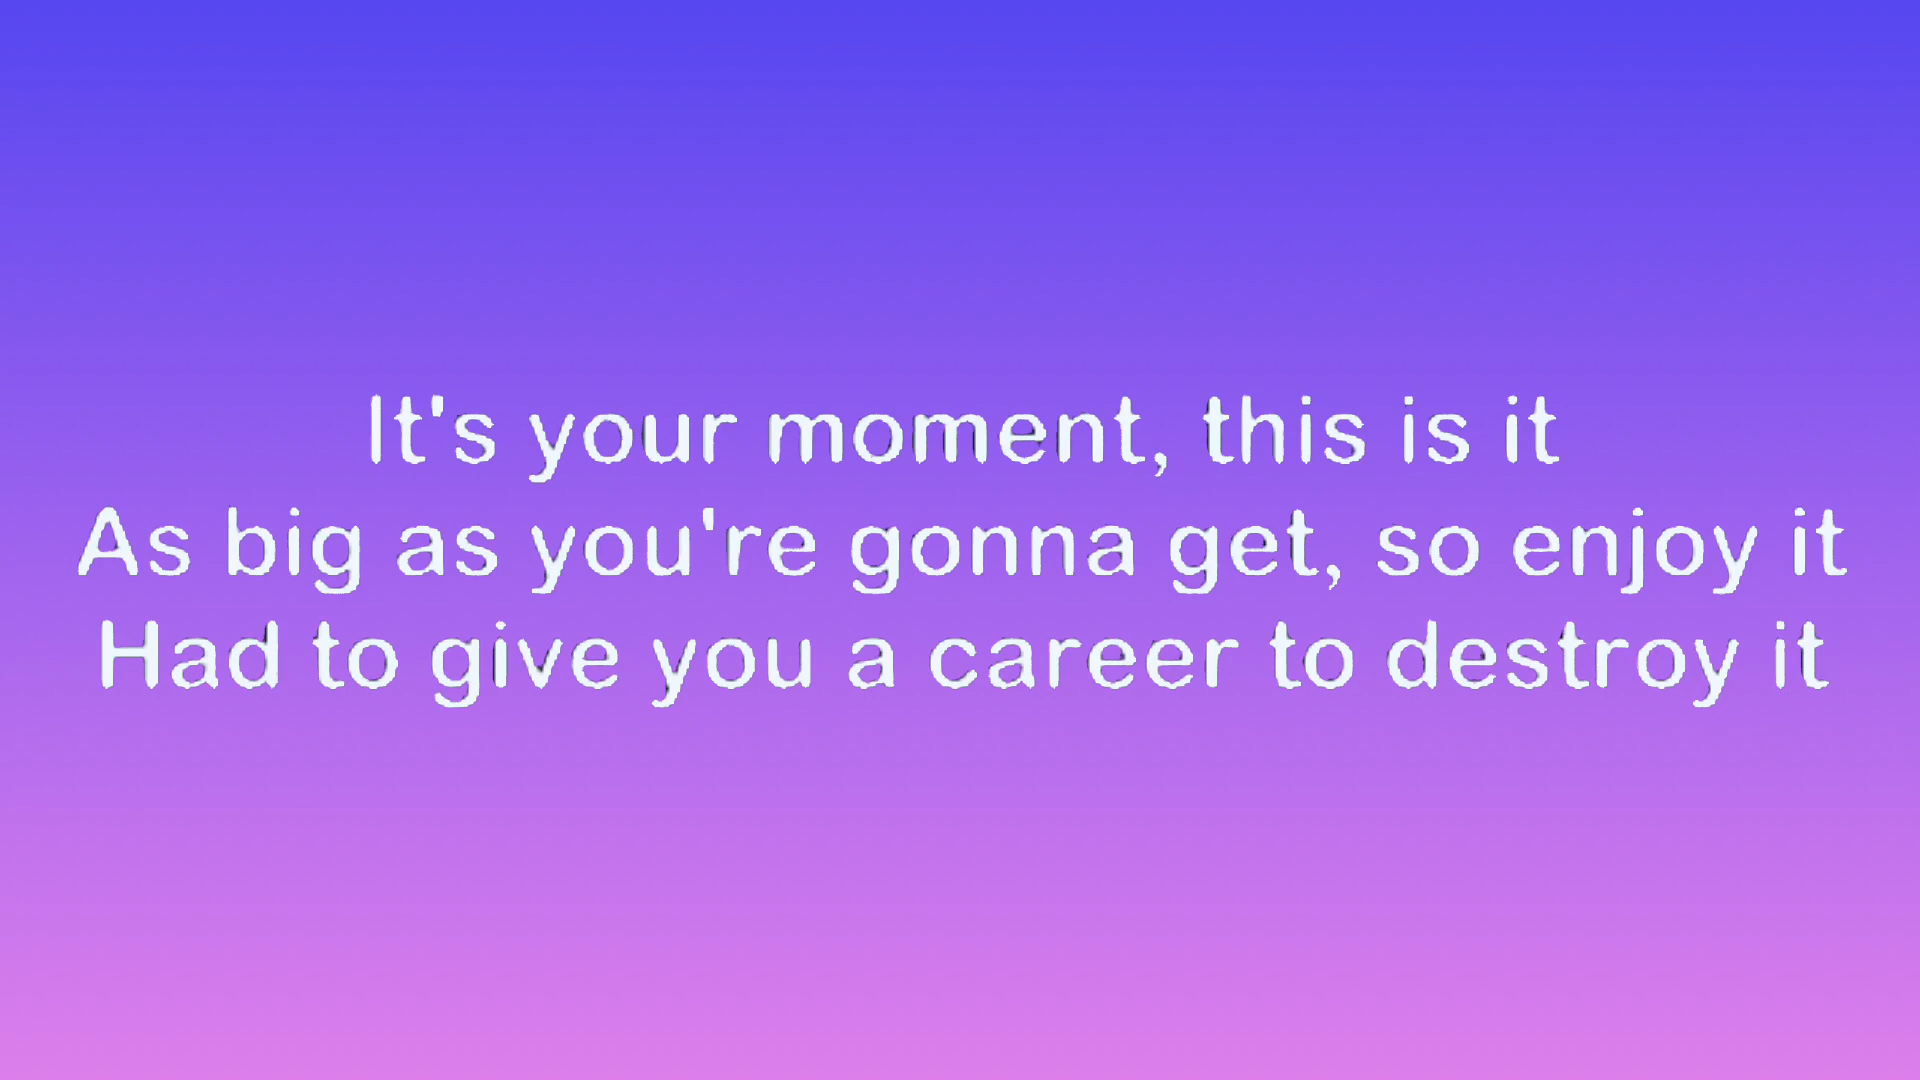 It's your moment, this is it
As big as you're gonna get, so enjoy it
Had to give you a career to destroy it